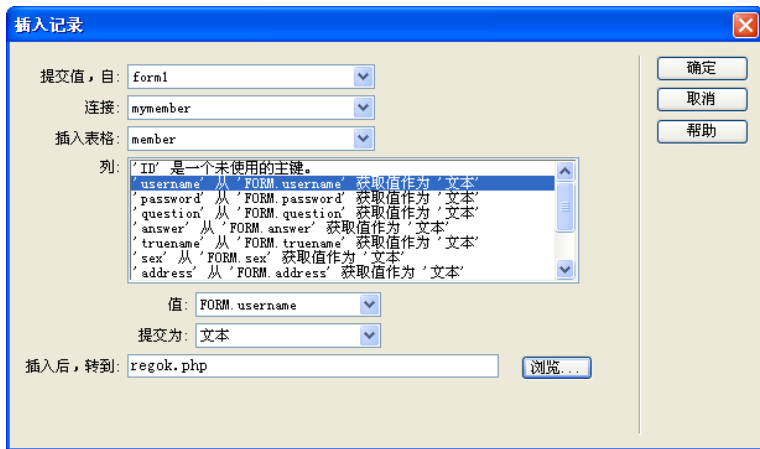 插入记录
提交值，自: form1
连接: mymember
插入表格: member
列: 'ID' 是一个未使用的主键。
'username' 从 'FORM.username' 获取值作为 '文本'
'password' 从 'FORM.password' 获取值作为 '文本'
'question' 从 'FORM.question' 获取值作为 '文本'
'answer' 从 'FORM.answer' 获取值作为 '文本'
'truename' 从 'FORM.truename' 获取值作为 '文本'
'sex' 从 'FORM.sex' 获取值作为 '文本'
'address' 从 'FORM.address' 获取值作为 '文本'
值: FORM.username
提交为: 文本
插入后，转到: regok.php 浏览...
确定
取消
帮助